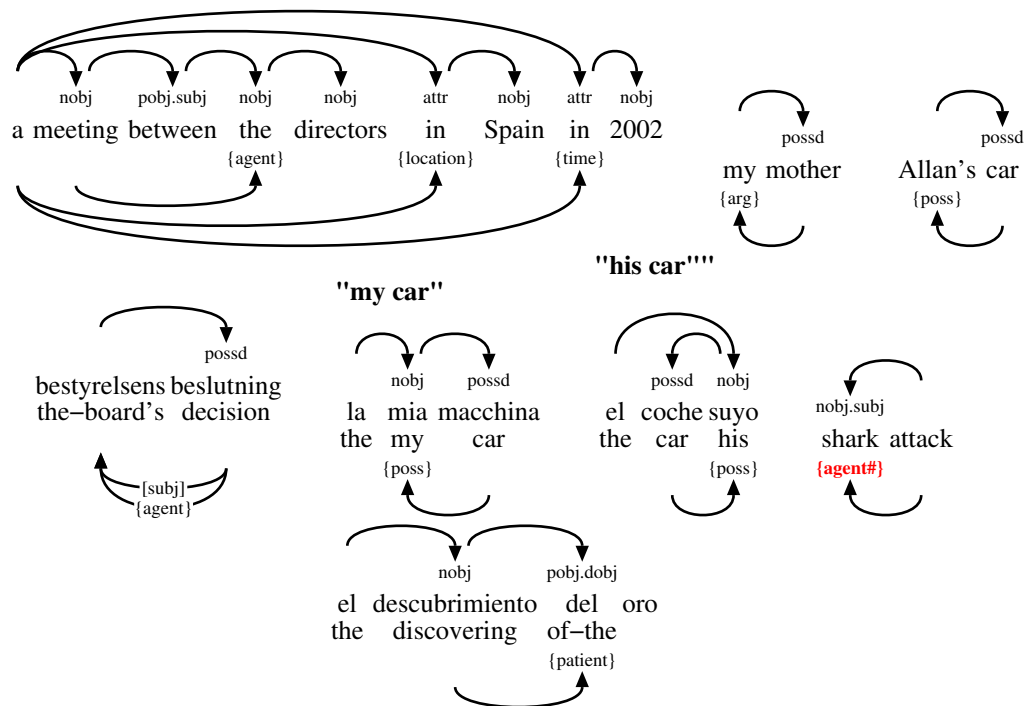 nobj pobj.subj nobj nobj attr nobj attr nobj
a meeting between the directors in Spain in 2002
{agent} {location} {time}
possd
my mother
{arg}
possd
Allan's car
{poss}
possd
bestyrelsens beslutning
the−board's decision
[subj]
{agent}
"my car"
nobj possd
la mia macchina
the my car
{poss}
"his car""
possd nobj
el coche suyo
the car his
{poss}
nobj.subj
shark attack
{agent#}
nobj pobj.dobj
el descubrimiento del oro
the discovering of−the
{patient}